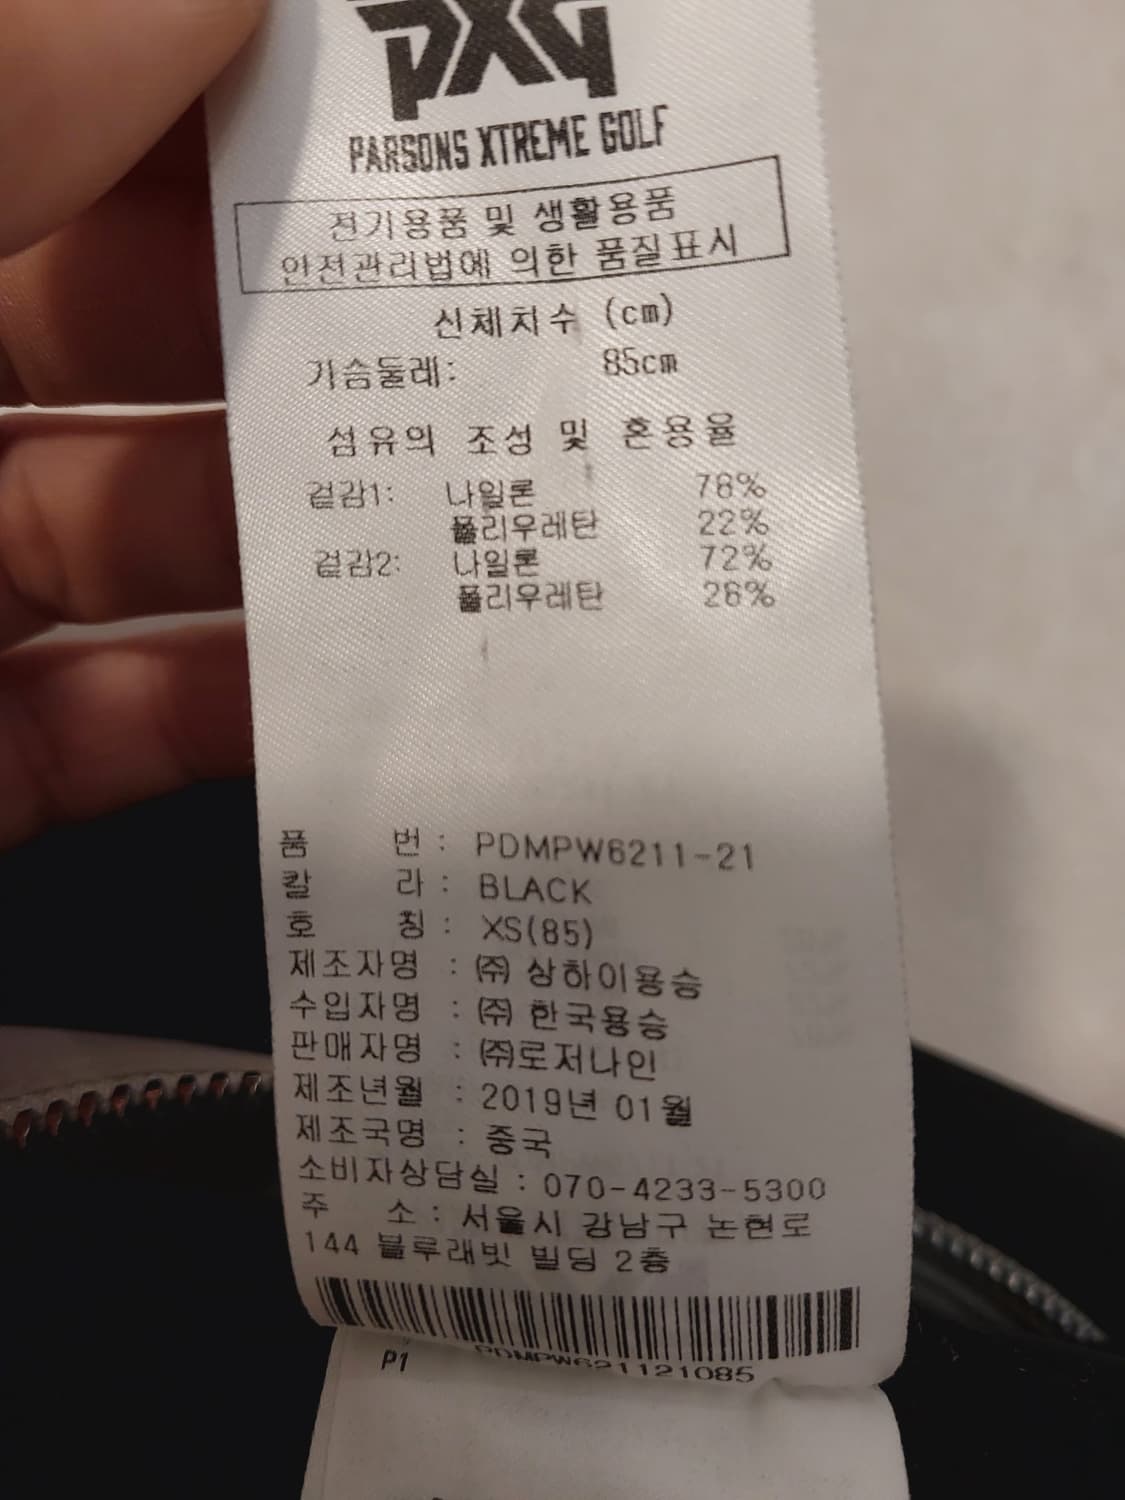 PXG
PARSONS XTREME GOLF
전기용품 및 생활용품
안전관리법에 의한 품질표시
신체치수 (cm)
가슴둘레: 85cm
섬유의 조성 및 혼용율
겉감1: 나일론 78%
폴리우레탄 22%
겉감2: 나일론 72%
폴리우레탄 26%
품 번 : PDMPW6211-21
칼 라 : BLACK
호 칭 : XS(85)
제조자명 : ㈜ 상하이용승
수입자명 : ㈜ 한국용승
판매자명 : ㈜로저나인
제조년월 : 2019년 01월
제조국명 : 중국
소비자상담실 : 070-4233-5300
주 소 : 서울시 강남구 논현로
144 블루래빗 빌딩 2층
PDMPW621121085
P1